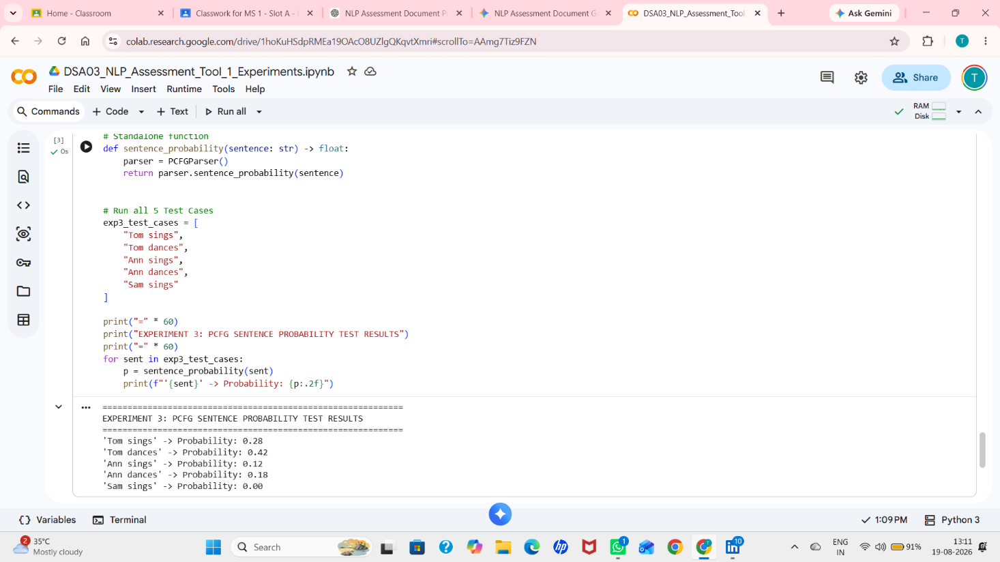 Home - Classroom
Classwork for MS 1 - Slot A -
NLP Assessment Document P
NLP Assessment Document G
DSA03_NLP_Assessment_Tool_
Ask Gemini
colab.research.google.com/drive/1hoKuHSdpRMEa19OAcO8UZlgQKqvtXmri#scrollTo=AAmg7Tiz9FZN
T
CO
DSA03_NLP_Assessment_Tool_1_Experiments.ipynb
Share
T
File Edit View Insert Runtime Tools Help
Commands + Code + Text Run all
RAM
Disk
[3]
0s
# Standalone function
def sentence_probability(sentence: str) -> float:
    parser = PCFGParser()
    return parser.sentence_probability(sentence)
# Run all 5 Test Cases
exp3_test_cases = [
    "Tom sings",
    "Tom dances",
    "Ann sings",
    "Ann dances",
    "Sam sings"
]
print("=" * 60)
print("EXPERIMENT 3: PCFG SENTENCE PROBABILITY TEST RESULTS")
print("=" * 60)
for sent in exp3_test_cases:
    p = sentence_probability(sent)
    print(f"'{sent}' -> Probability: {p:.2f}")
============================================================
EXPERIMENT 3: PCFG SENTENCE PROBABILITY TEST RESULTS
============================================================
'Tom sings' -> Probability: 0.28
'Tom dances' -> Probability: 0.42
'Ann sings' -> Probability: 0.12
'Ann dances' -> Probability: 0.18
'Sam sings' -> Probability: 0.00
{} Variables
Terminal
1:09 PM
Python 3
2
35°C
Mostly cloudy
Search
hp
1
T
10
ENG
IN
91%
13:11
19-08-2026